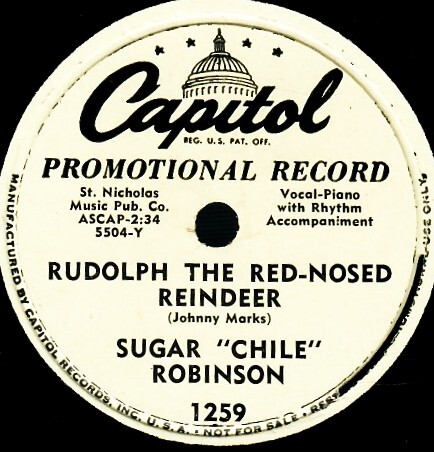 Capitol
REG. U.S. PAT. OFF.
PROMOTIONAL RECORD
St. Nicholas
Music Pub. Co.
ASCAP-2:34
5504-Y
Vocal-Piano
with Rhythm
Accompaniment
RUDOLPH THE RED-NOSED
REINDEER
(Johnny Marks)
SUGAR "CHILE"
ROBINSON
1259
MANUFACTURED BY CAPITOL RECORDS, INC. U. S. A. • NOT FOR SALE • USE ONLY